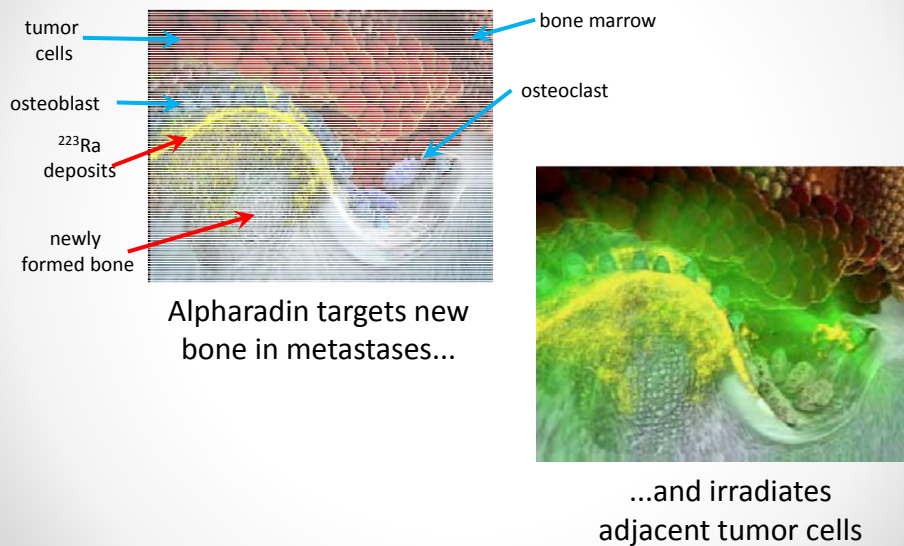 tumor
cells
bone marrow
osteoblast
osteoclast
²²³Ra
deposits
newly
formed bone
Alpharadin targets new
bone in metastases...
...and irradiates
adjacent tumor cells